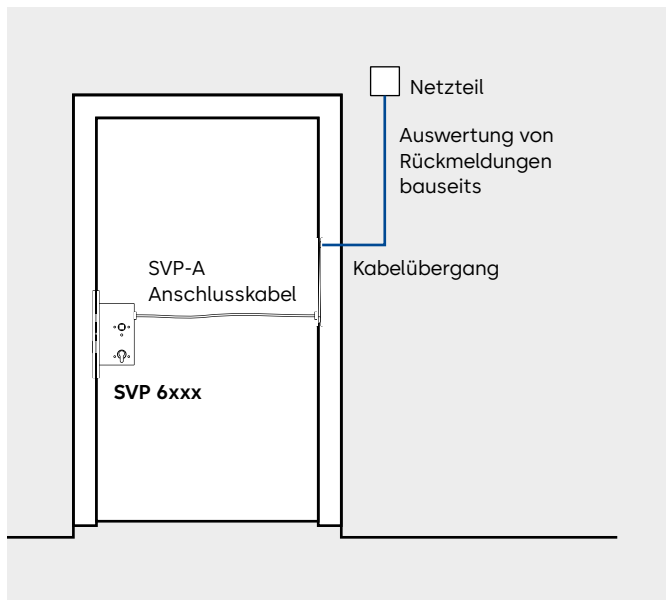 Netzteil
Auswertung von
Rückmeldungen
bauseits
Kabelübergang
SVP-A
Anschlusskabel
SVP 6xxx